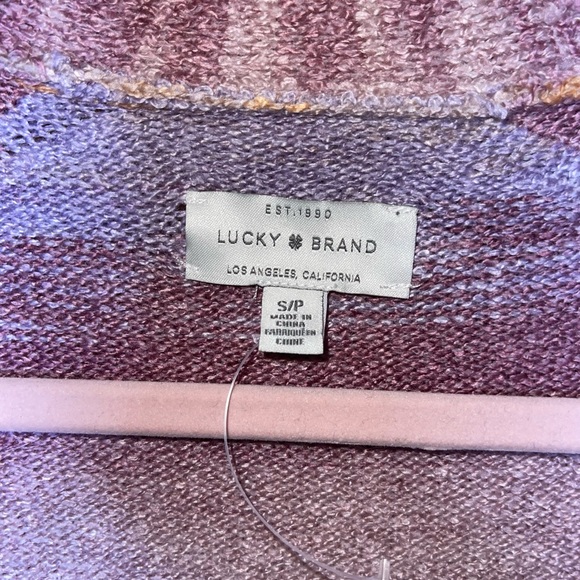 EST.1990
LUCKY BRAND
LOS ANGELES, CALIFORNIA
S/P
MADE IN
CHINA
FABRIQUÉ EN
CHINE